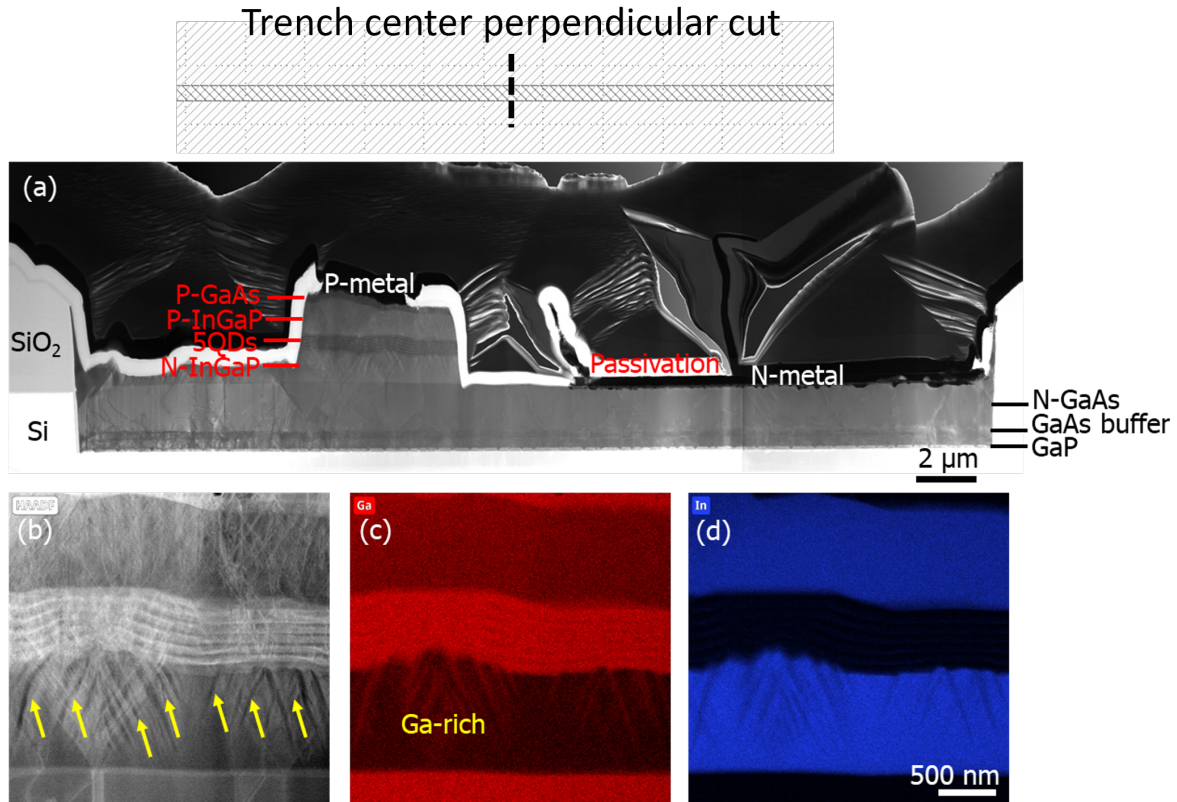 Trench center perpendicular cut
(a)
P-metal
P-GaAs
P-InGaP
5QDs
SiO2
N-InGaP
Passivation
N-metal
N-GaAs
Si
GaAs buffer
GaP
2 µm
HAADF
(b)
Ga
(c)
Ga-rich
In
(d)
500 nm